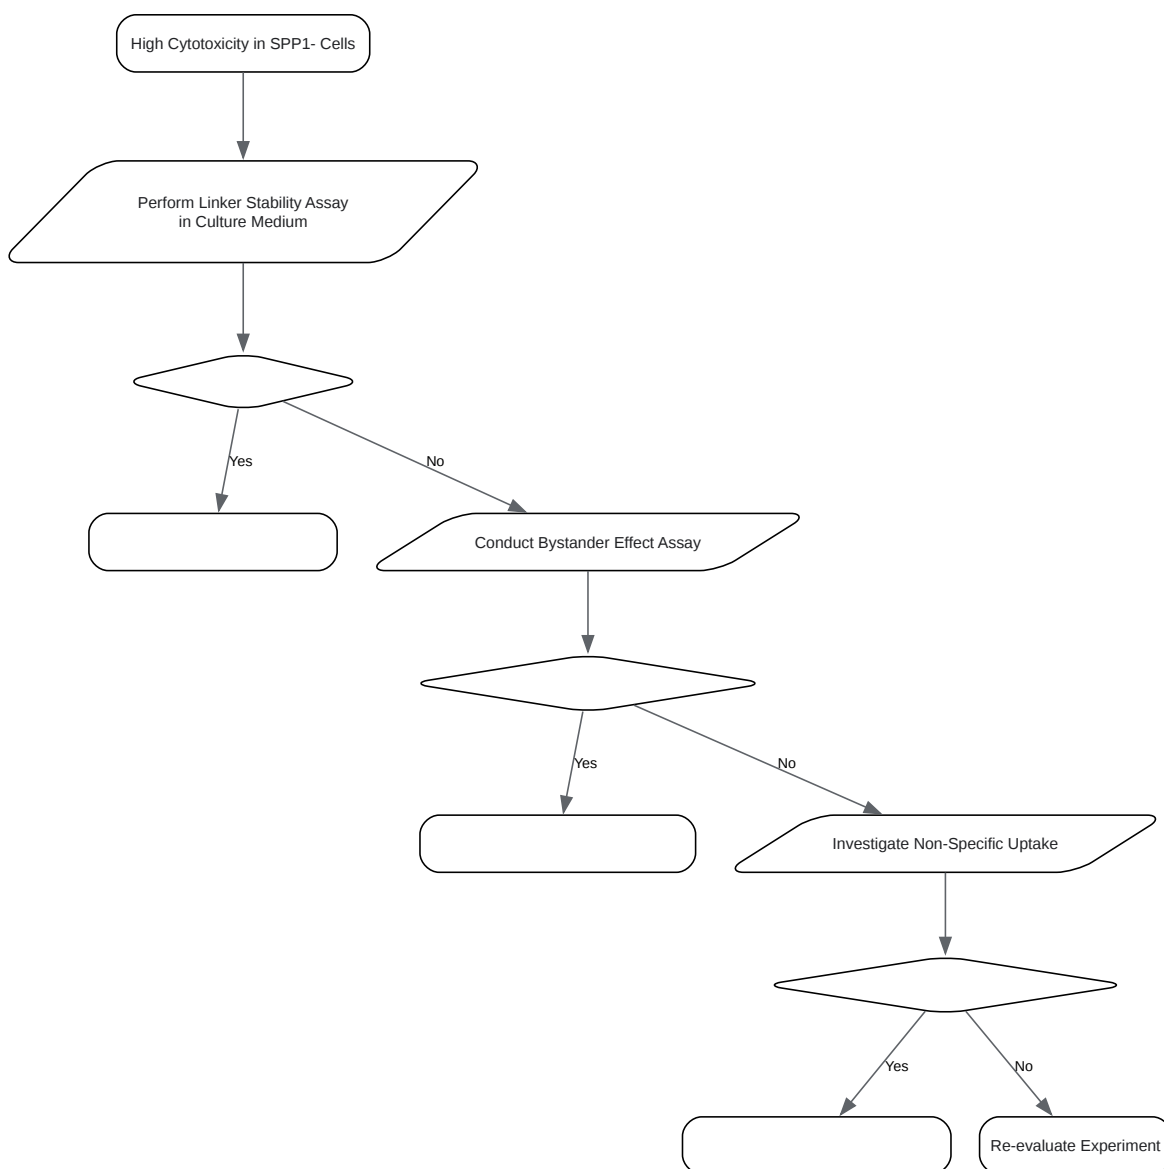 High Cytotoxicity in SPP1- Cells
Perform Linker Stability Assay
in Culture Medium
Yes
No
Conduct Bystander Effect Assay
Yes
No
Investigate Non-Specific Uptake
Yes
No
Re-evaluate Experiment